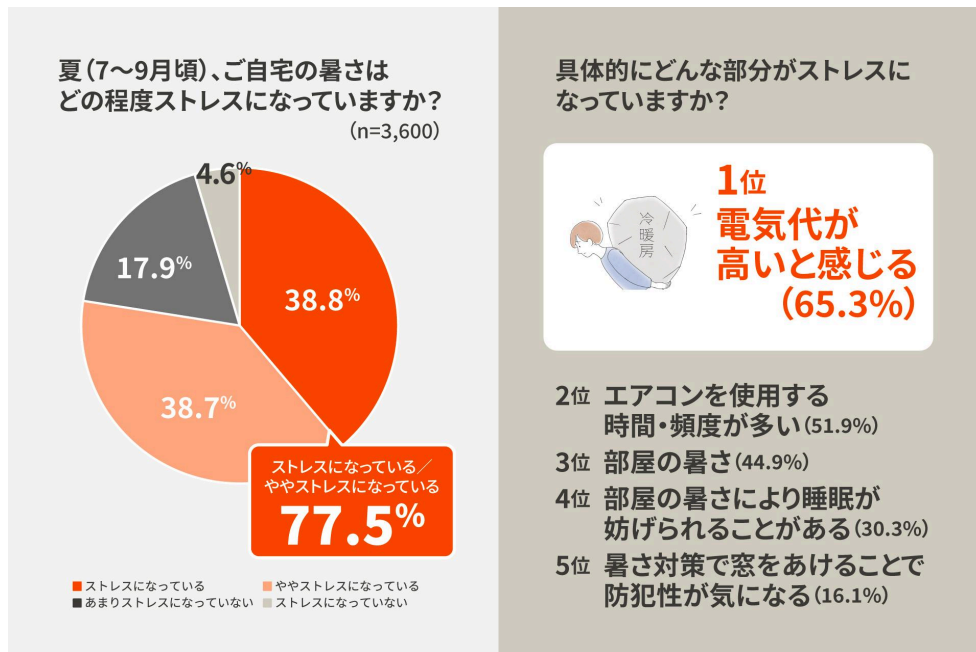 夏（7〜9月頃）、ご自宅の暑さは
どの程度ストレスになっていますか？
（n=3,600）
4.6%
17.9%
38.8%
38.7%
ストレスになっている／
ややストレスになっている
77.5%
■ストレスになっている ■ややストレスになっている
■あまりストレスになっていない ■ストレスになっていない
具体的にどんな部分がストレスに
なっていますか？
冷暖房
1位
電気代が
高いと感じる
（65.3%）
2位 エアコンを使用する
時間・頻度が多い（51.9%）
3位 部屋の暑さ（44.9%）
4位 部屋の暑さにより睡眠が
妨げられることがある（30.3%）
5位 暑さ対策で窓をあけることで
防犯性が気になる（16.1%）